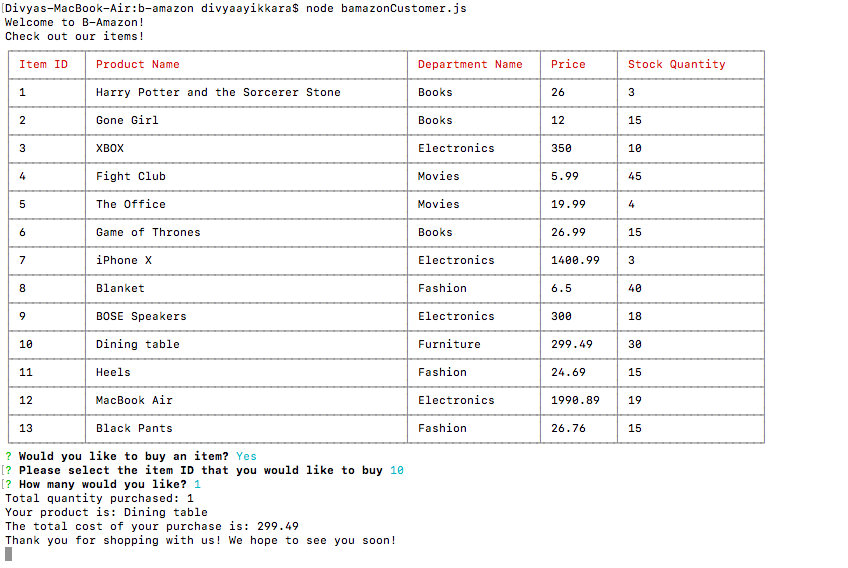 [Divyas-MacBook-Air:b-amazon divyaayikkara$ node bamazonCustomer.js
Welcome to B-Amazon!
Check out our items!
Item ID Product Name Department Name Price Stock Quantity
1 Harry Potter and the Sorcerer Stone Books 26 3
2 Gone Girl Books 12 15
3 XBOX Electronics 350 10
4 Fight Club Movies 5.99 45
5 The Office Movies 19.99 4
6 Game of Thrones Books 26.99 15
7 iPhone X Electronics 1400.99 3
8 Blanket Fashion 6.5 40
9 BOSE Speakers Electronics 300 18
10 Dining table Furniture 299.49 30
11 Heels Fashion 24.69 15
12 MacBook Air Electronics 1990.89 19
13 Black Pants Fashion 26.76 15
? Would you like to buy an item? Yes
[? Please select the item ID that you would like to buy 10
[? How many would you like? 1
Total quantity purchased: 1
Your product is: Dining table
The total cost of your purchase is: 299.49
Thank you for shopping with us! We hope to see you soon!